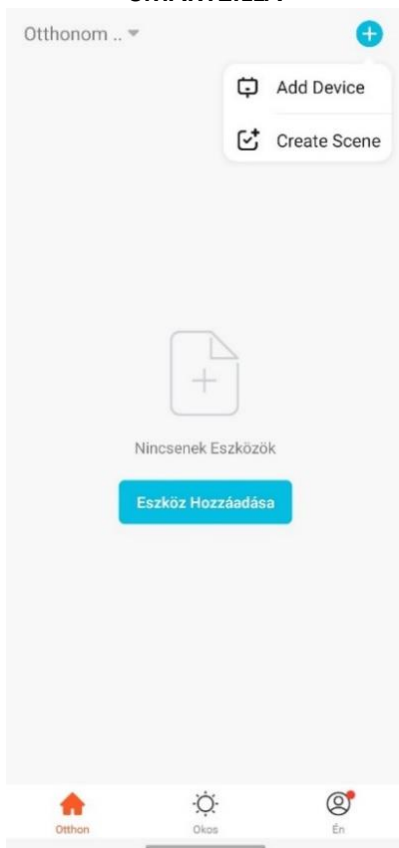 Otthonom ..
Add Device
Create Scene
Nincsenek Eszközök
Eszköz Hozzáadása
Otthon
Okos
Én